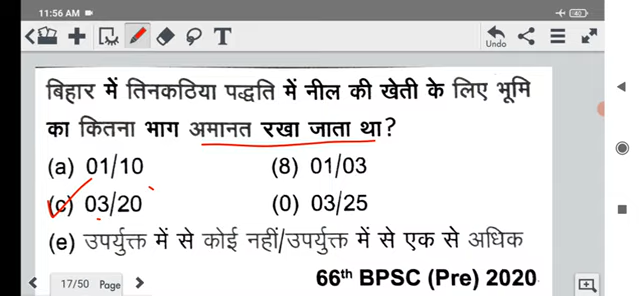 11:56 AM
40
Undo
बिहार में तिनकठिया पद्धति में नील की खेती के लिए भूमि
का कितना भाग अमानत रखा जाता था?
(a) 01/10 (8) 01/03
(c) 03/20 (0) 03/25
(e) उपर्युक्त में से कोई नहीं/उपर्युक्त में से एक से अधिक
66th BPSC (Pre) 2020
17/50 Page